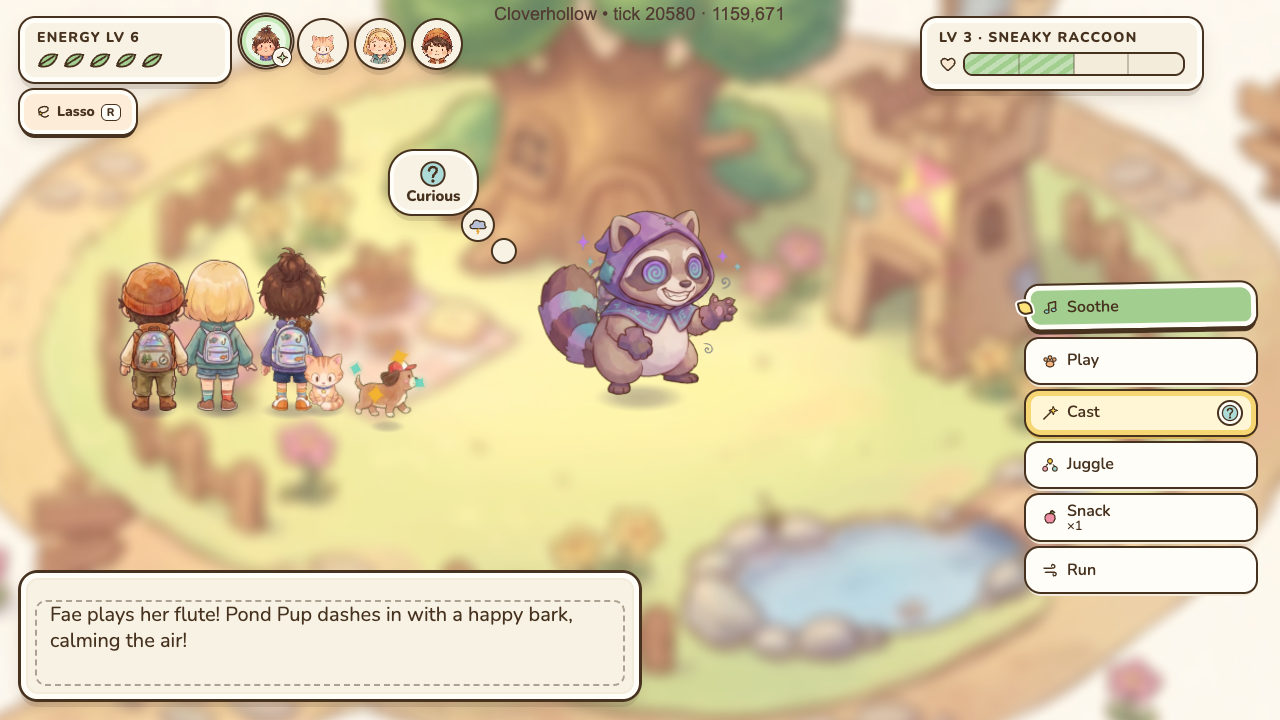 Cloverhollow • tick 20580 · 1159,671
ENERGY LV 6
LV 3 · SNEAKY RACCOON
Lasso R
?
Curious
Soothe
Play
Cast ?
Juggle
Snack
×1
Run
Fae plays her flute! Pond Pup dashes in with a happy bark,
calming the air!